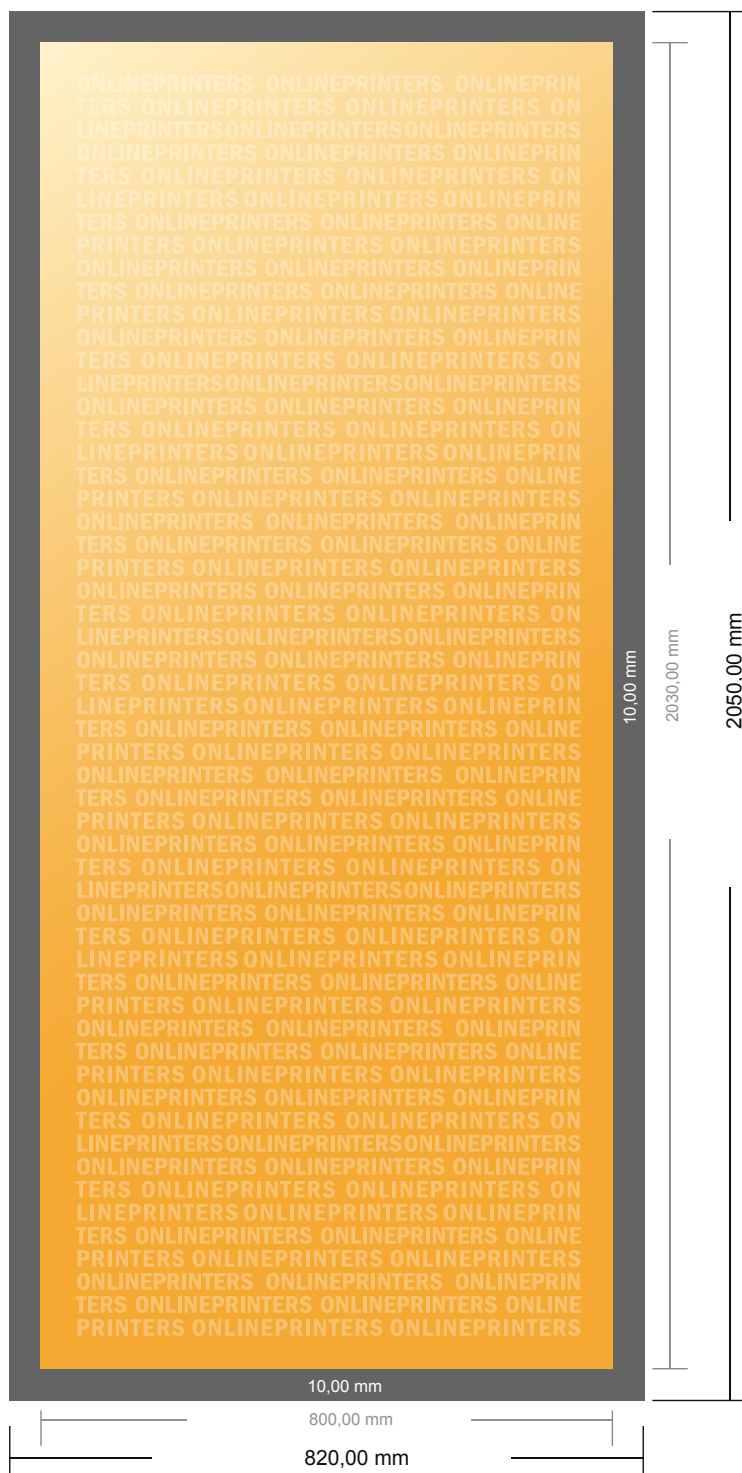 ONLINEPRINTERS ONLINEPRINTERS ONLINEPRIN
TERS ONLINEPRINTERS ONLINEPRINTERS ON
LINEPRINTERSONLINEPRINTERSONLINEPRINTERS
ONLINEPRINTERS ONLINEPRINTERS ONLINEPRIN
TERS ONLINEPRINTERS ONLINEPRINTERS ON
LINEPRINTERS ONLINEPRINTERS ONLINEPRIN
TERS ONLINEPRINTERS ONLINEPRINTERS ONLINE
PRINTERS ONLINEPRINTERS ONLINEPRINTERS
ONLINEPRINTERS ONLINEPRINTERS ONLINEPRIN
TERS ONLINEPRINTERS ONLINEPRINTERS ONLINE
PRINTERS ONLINEPRINTERS ONLINEPRINTERS
ONLINEPRINTERS ONLINEPRINTERS ONLINEPRIN
TERS ONLINEPRINTERS ONLINEPRINTERS ON
LINEPRINTERSONLINEPRINTERSONLINEPRINTERS
ONLINEPRINTERS ONLINEPRINTERS ONLINEPRIN
TERS ONLINEPRINTERS ONLINEPRINTERS ON
LINEPRINTERS ONLINEPRINTERS ONLINEPRIN
TERS ONLINEPRINTERS ONLINEPRINTERS ONLINE
PRINTERS ONLINEPRINTERS ONLINEPRINTERS
ONLINEPRINTERS ONLINEPRINTERS ONLINEPRIN
TERS ONLINEPRINTERS ONLINEPRINTERS ONLINE
PRINTERS ONLINEPRINTERS ONLINEPRINTERS
ONLINEPRINTERS ONLINEPRINTERS ONLINEPRIN
TERS ONLINEPRINTERS ONLINEPRINTERS ON
LINEPRINTERSONLINEPRINTERSONLINEPRINTERS
ONLINEPRINTERS ONLINEPRINTERS ONLINEPRIN
TERS ONLINEPRINTERS ONLINEPRINTERS ON
LINEPRINTERS ONLINEPRINTERS ONLINEPRIN
TERS ONLINEPRINTERS ONLINEPRINTERS ONLINE
PRINTERS ONLINEPRINTERS ONLINEPRINTERS
ONLINEPRINTERS ONLINEPRINTERS ONLINEPRIN
TERS ONLINEPRINTERS ONLINEPRINTERS ONLINE
PRINTERS ONLINEPRINTERS ONLINEPRINTERS
ONLINEPRINTERS ONLINEPRINTERS ONLINEPRIN
TERS ONLINEPRINTERS ONLINEPRINTERS ON
LINEPRINTERSONLINEPRINTERSONLINEPRINTERS
ONLINEPRINTERS ONLINEPRINTERS ONLINEPRIN
TERS ONLINEPRINTERS ONLINEPRINTERS ON
LINEPRINTERS ONLINEPRINTERS ONLINEPRIN
TERS ONLINEPRINTERS ONLINEPRINTERS ONLINE
PRINTERS ONLINEPRINTERS ONLINEPRINTERS
ONLINEPRINTERS ONLINEPRINTERS ONLINEPRIN
TERS ONLINEPRINTERS ONLINEPRINTERS ONLINE
PRINTERS ONLINEPRINTERS ONLINEPRINTERS
ONLINEPRINTERS ONLINEPRINTERS ONLINEPRIN
TERS ONLINEPRINTERS ONLINEPRINTERS ON
LINEPRINTERSONLINEPRINTERSONLINEPRINTERS
ONLINEPRINTERS ONLINEPRINTERS ONLINEPRIN
TERS ONLINEPRINTERS ONLINEPRINTERS ON
LINEPRINTERS ONLINEPRINTERS ONLINEPRIN
TERS ONLINEPRINTERS ONLINEPRINTERS ONLINE
PRINTERS ONLINEPRINTERS ONLINEPRINTERS
ONLINEPRINTERS ONLINEPRINTERS ONLINEPRIN
TERS ONLINEPRINTERS ONLINEPRINTERS ONLINE
PRINTERS ONLINEPRINTERS ONLINEPRINTERS
10,00 mm
2030,00 mm
2050,00 mm
10,00 mm
800,00 mm
820,00 mm